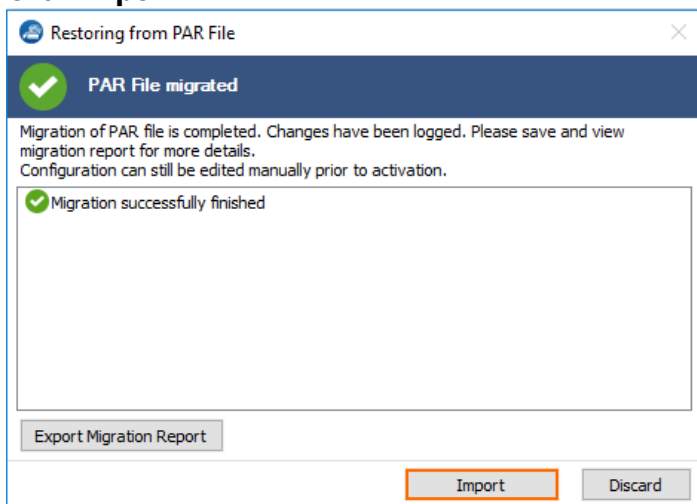 Restoring from PAR File
PAR File migrated
Migration of PAR file is completed. Changes have been logged. Please save and view
migration report for more details.
Configuration can still be edited manually prior to activation.
Migration successfully finished
Export Migration Report
Import
Discard